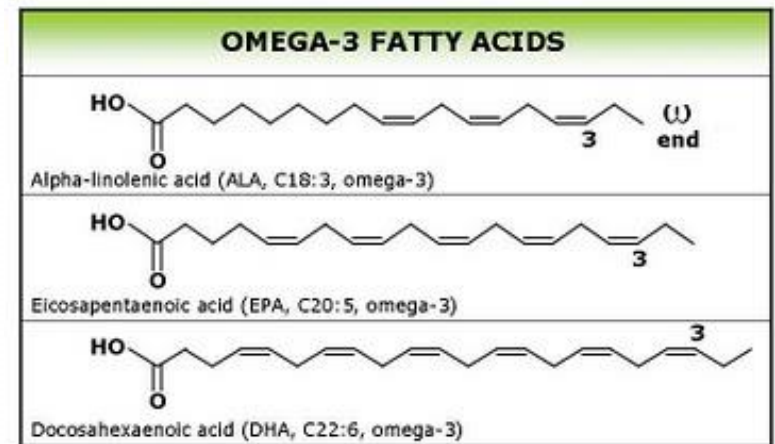 OMEGA-3 FATTY ACIDS
HO
O
3
(ω)
end
Alpha-linolenic acid (ALA, C18:3, omega-3)
HO
O
3
Eicosapentaenoic acid (EPA, C20:5, omega-3)
HO
O
3
Docosahexaenoic acid (DHA, C22:6, omega-3)